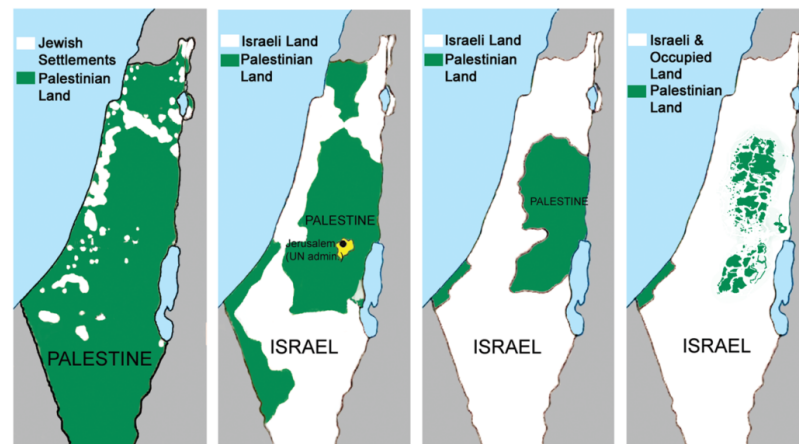 Jewish
Settlements
Palestinian
Land
PALESTINE
Israeli Land
Palestinian
Land
PALESTINE
Jerusalem
(UN admin)
ISRAEL
Israeli Land
Palestinian
Land
PALESTINE
ISRAEL
Israeli &
Occupied
Land
Palestinian
Land
ISRAEL